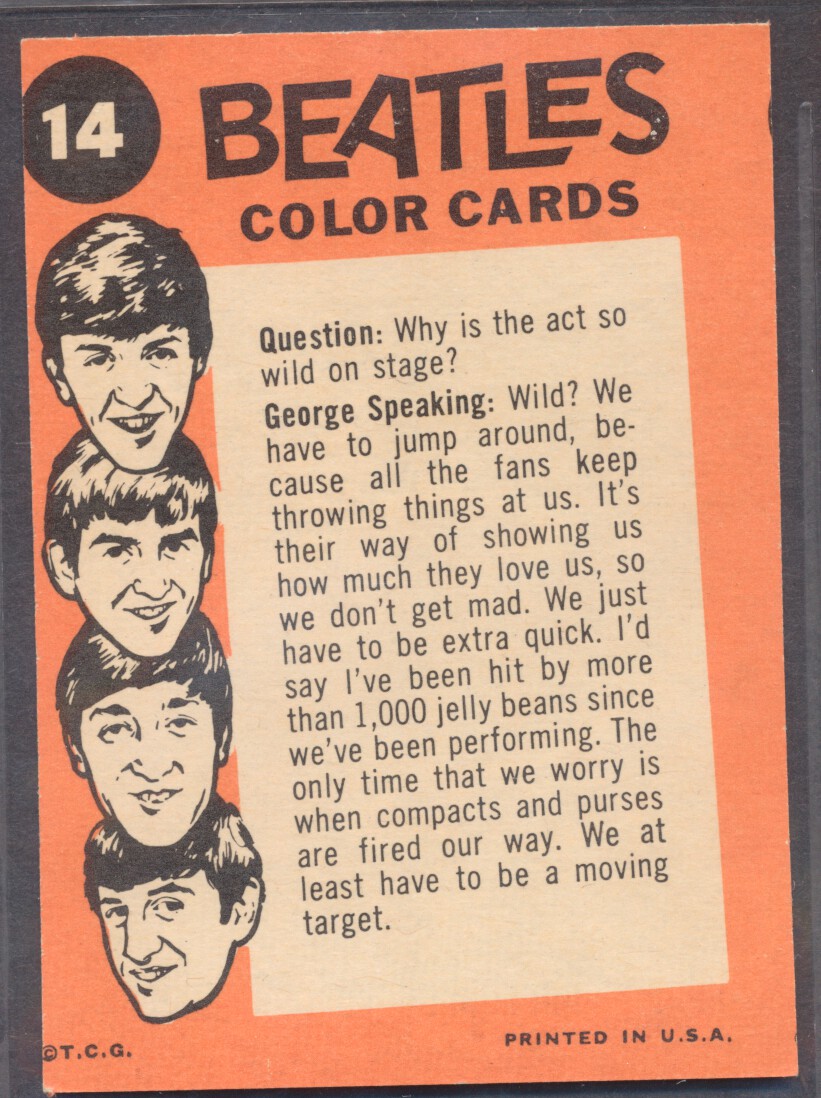 14
BEATLES
COLOR CARDS
Question: Why is the act so
wild on stage?
George Speaking: Wild? We
have to jump around, be-
cause all the fans keep
throwing things at us. It's
their way of showing us
how much they love us, so
we don't get mad. We just
have to be extra quick. I'd
say I've been hit by more
than 1,000 jelly beans since
we've been performing. The
only time that we worry is
when compacts and purses
are fired our way. We at
least have to be a moving
target.
©T.C.G.
PRINTED IN U.S.A.